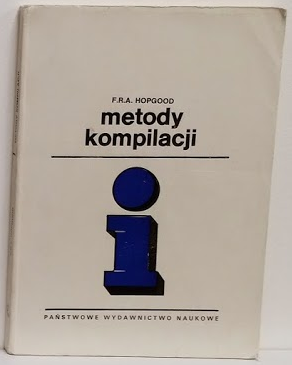 F.R.A. HOPGOOD
metody
kompilacji
i
PAŃSTWOWE WYDAWNICTWO NAUKOWE